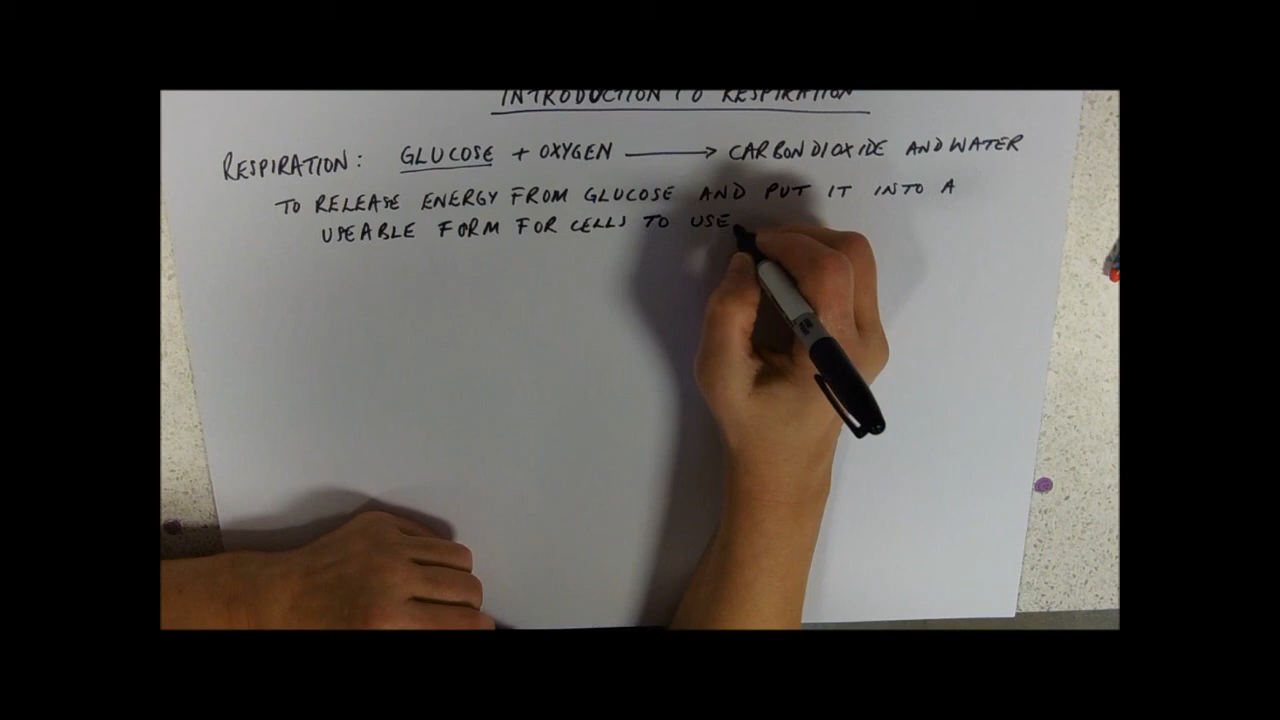 INTRODUCTION TO RESPIRATION
RESPIRATION: GLUCOSE + OXYGEN ⟶ CARBON DIOXIDE AND WATER
TO RELEASE ENERGY FROM GLUCOSE AND PUT IT INTO A
USEABLE FORM FOR CELLS TO USE